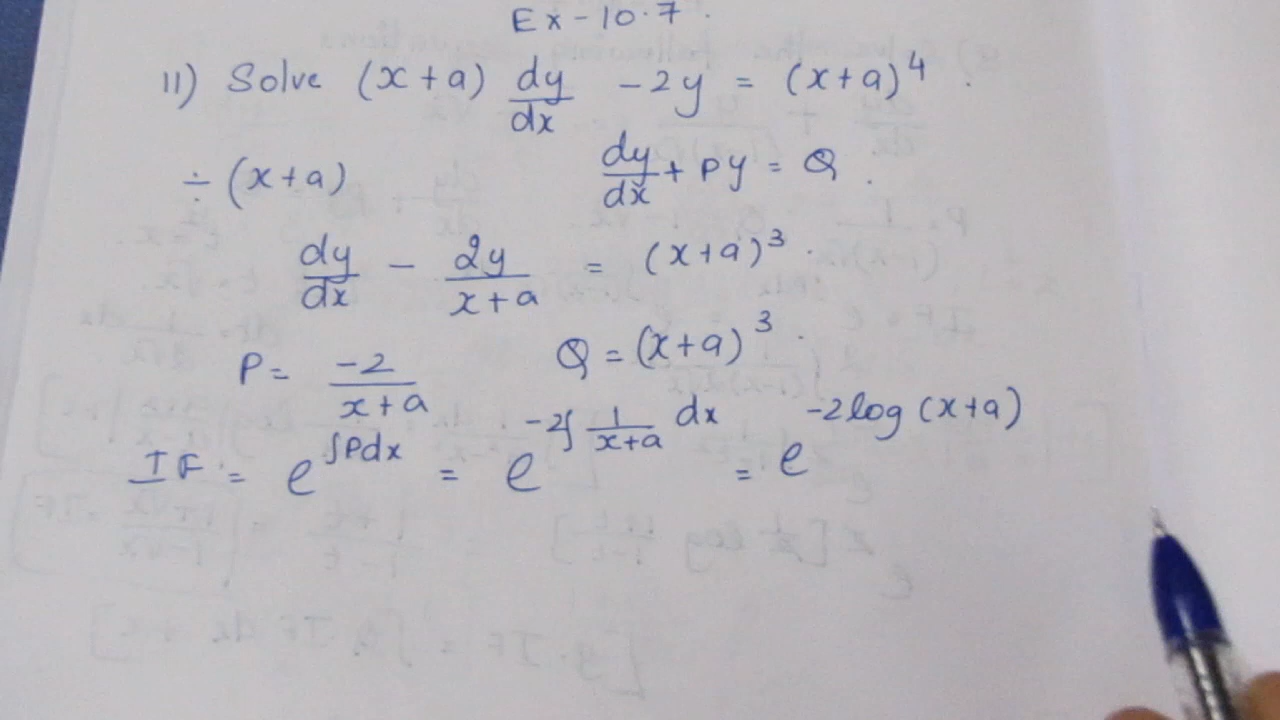 Ex-10.7.
11) Solve (x+a) dy/dx - 2y = (x+a)^4.
÷ (x+a) dy/dx + Py = Q.
dy/dx - 2y/(x+a) = (x+a)^3.
P = -2/(x+a) Q = (x+a)^3.
IF = e^∫Pdx = e^-2∫ 1/(x+a) dx = e^-2log(x+a)